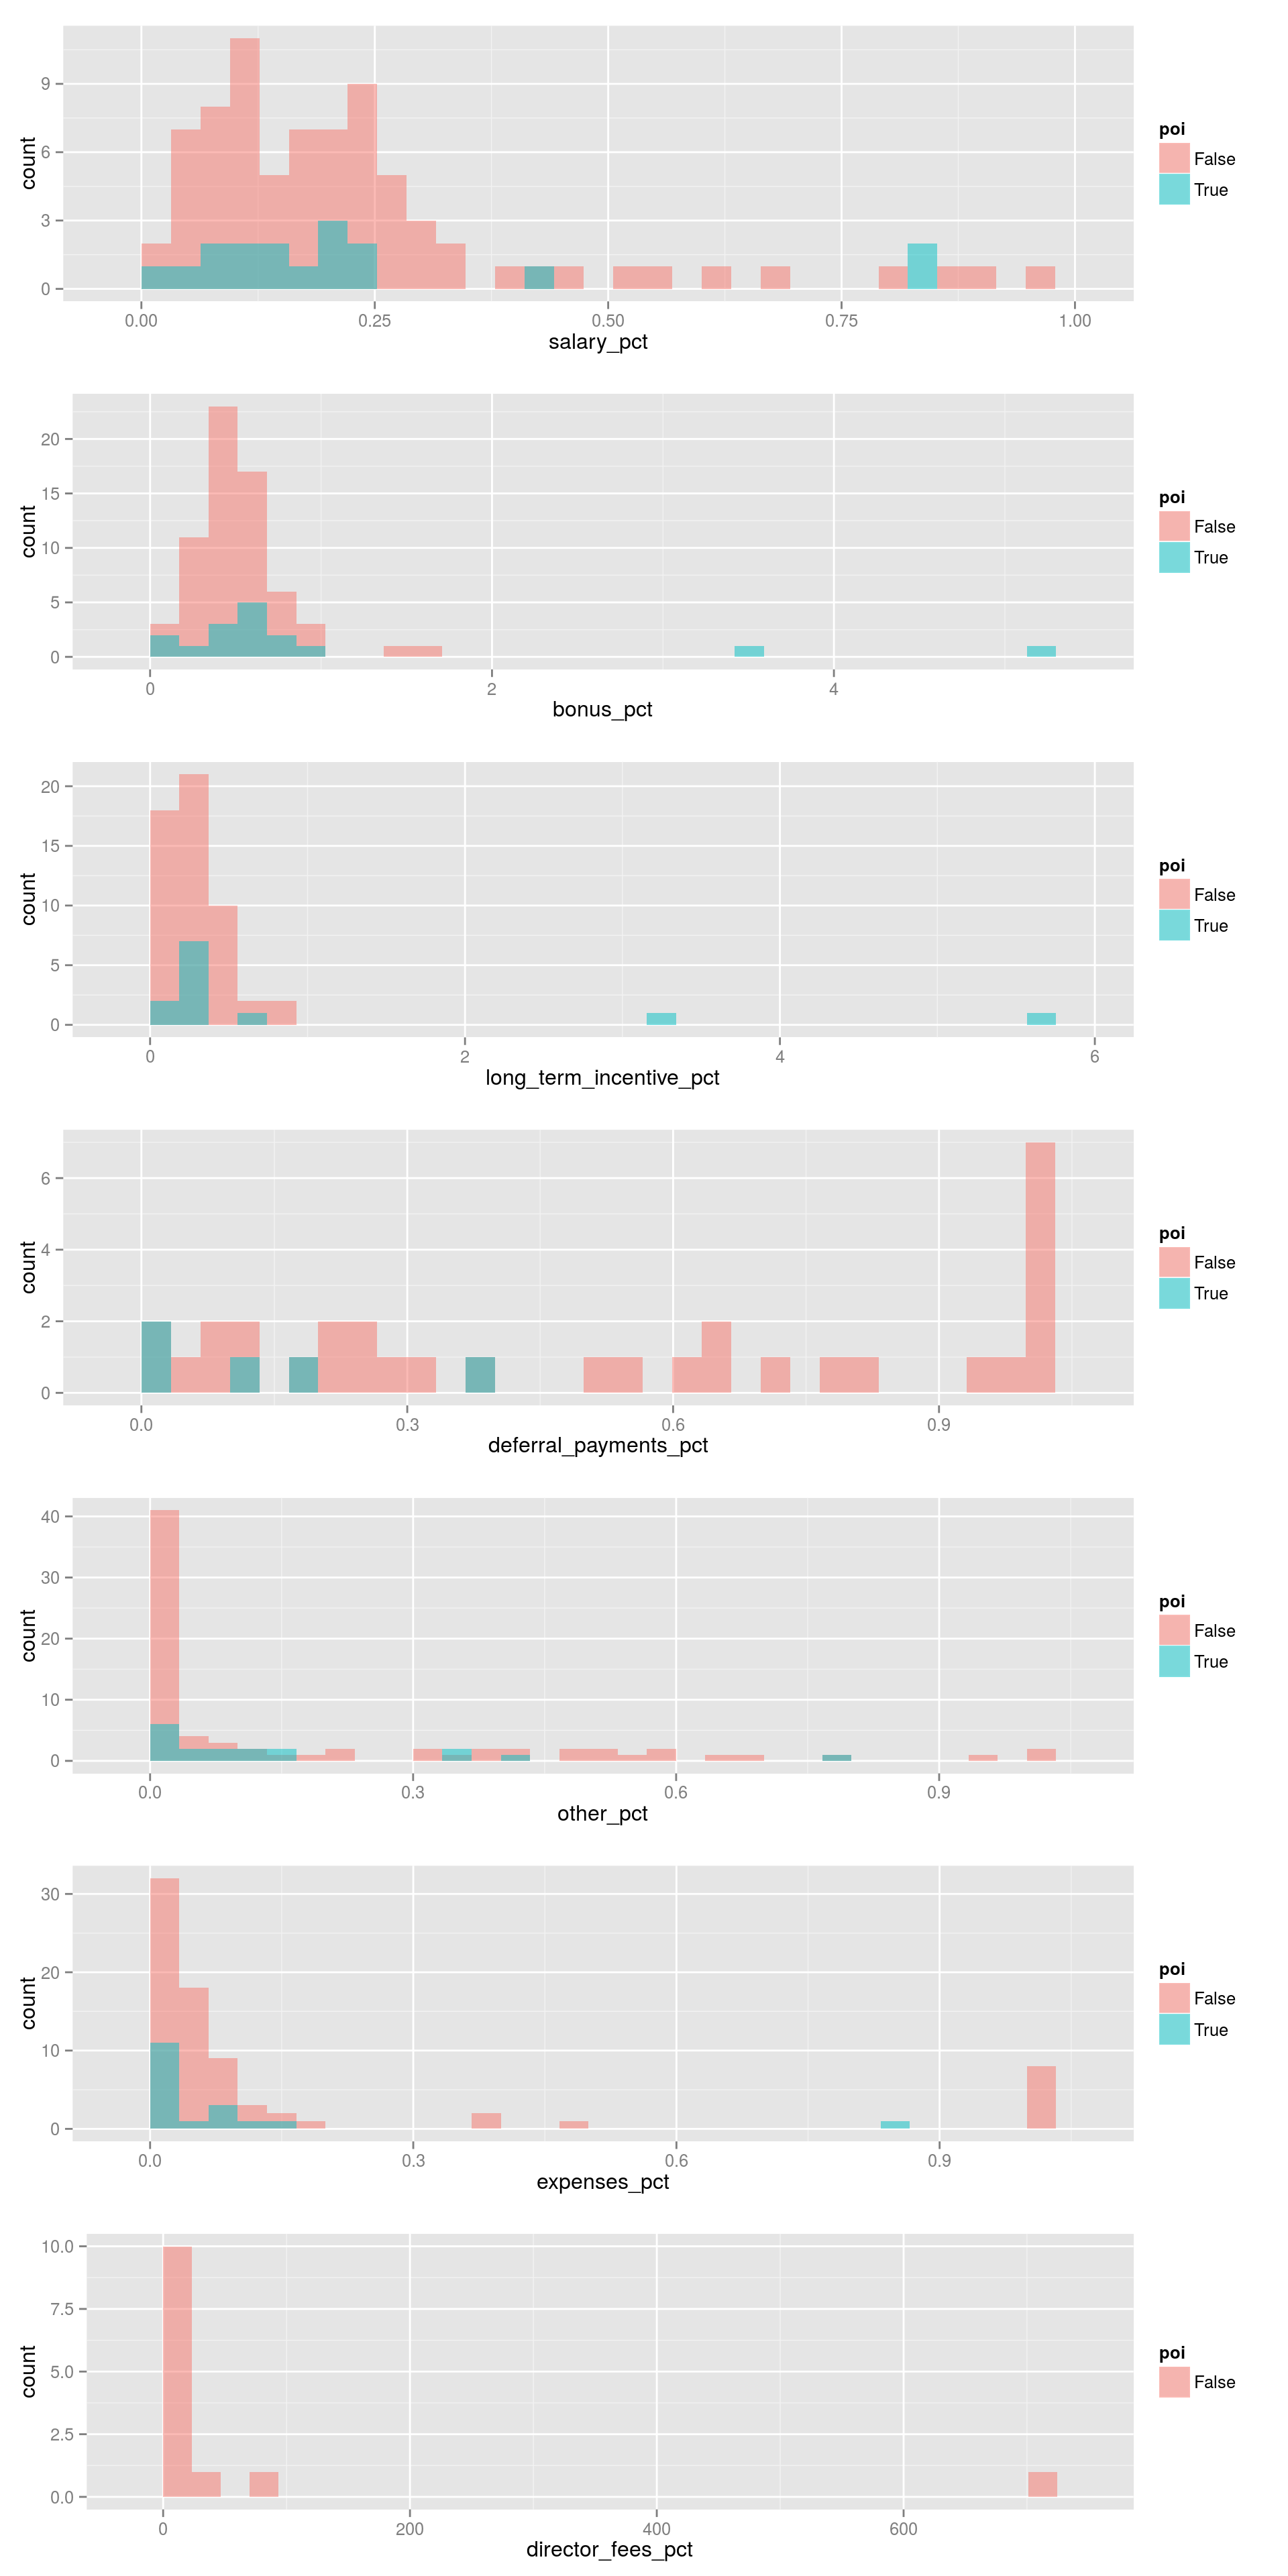 9
6
3
0
count
0.00 0.25 0.50 0.75 1.00
salary_pct
poi
False
True
20
15
10
5
0
count
0 2 4
bonus_pct
poi
False
True
20
15
10
5
0
count
0 2 4 6
long_term_incentive_pct
poi
False
True
6
4
2
0
count
0.0 0.3 0.6 0.9
deferral_payments_pct
poi
False
True
40
30
20
10
0
count
0.0 0.3 0.6 0.9
other_pct
poi
False
True
30
20
10
0
count
0.0 0.3 0.6 0.9
expenses_pct
poi
False
True
10.0
7.5
5.0
2.5
0.0
count
0 200 400 600
director_fees_pct
poi
False